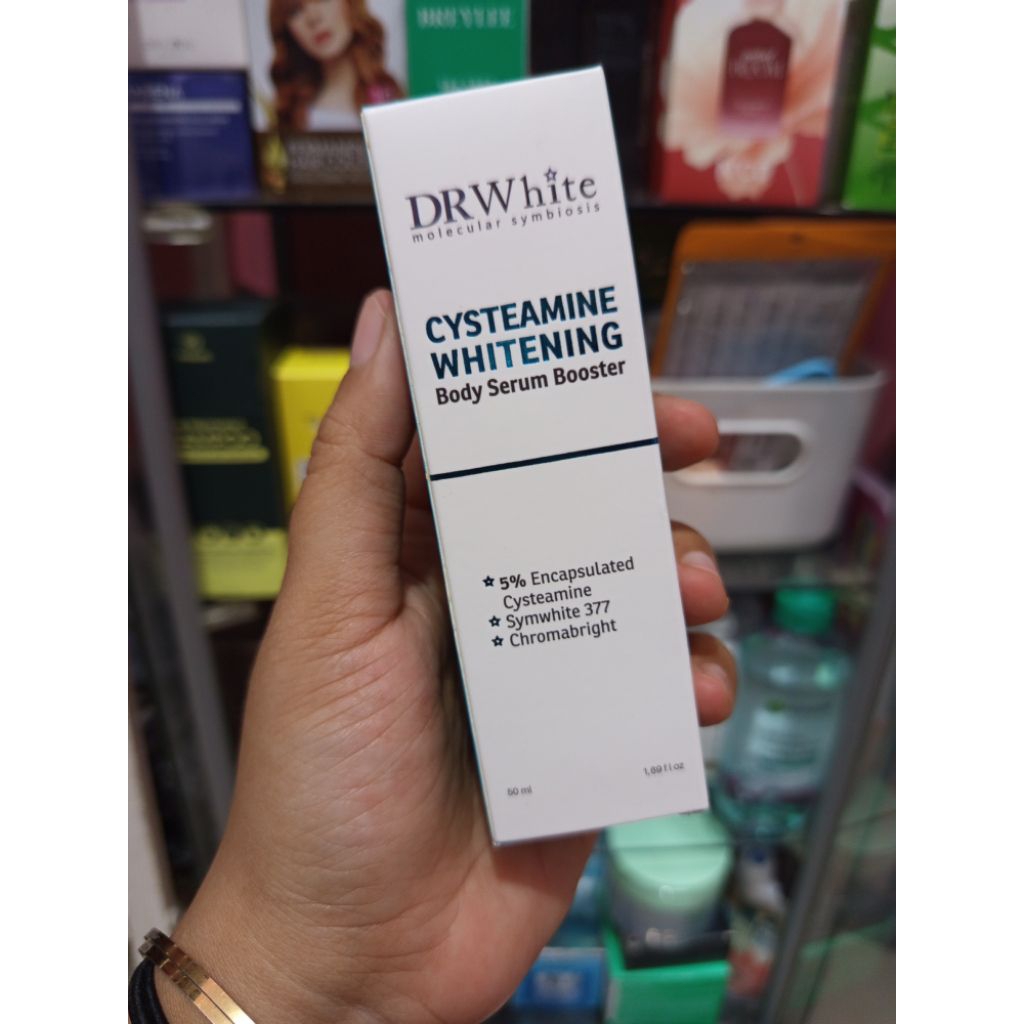 DRWhite
molecular symbiosis
CYSTEAMINE
WHITENING
Body Serum Booster
5% Encapsulated
Cysteamine
Symwhite 377
Chromabright
50 ml
1,69 fl oz